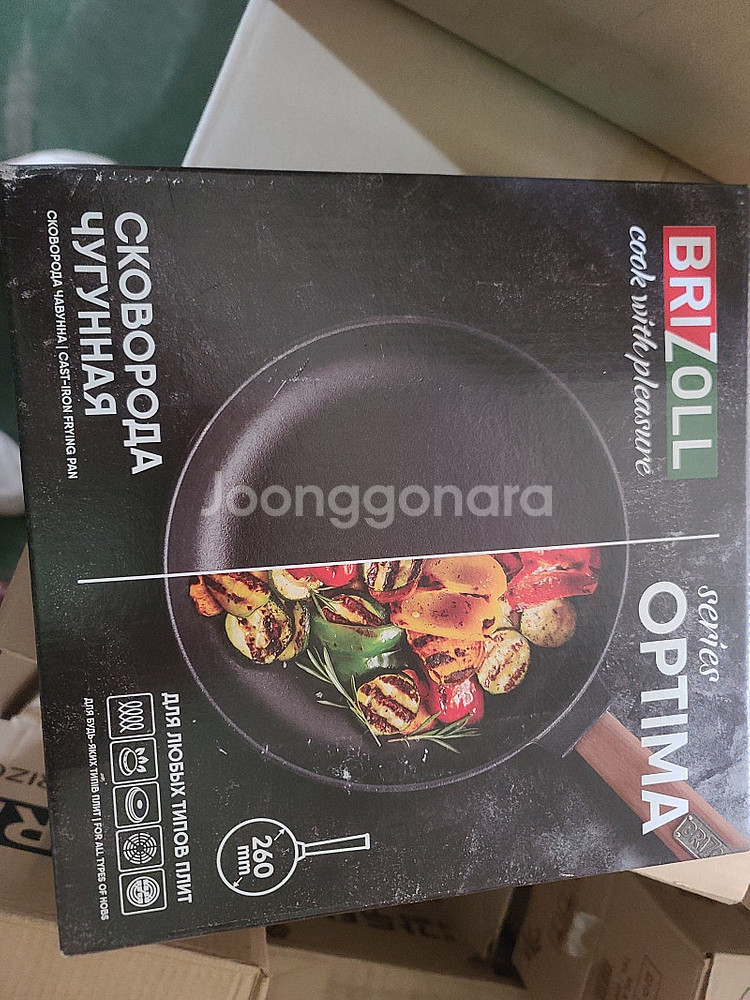 BRIZOLL
cook with pleasure
series
OPTIMA
СКОВОРОДА
ЧУГУННАЯ
СКОВОРОДА ЧАВУННА | CAST-IRON FRYING PAN
260
mm
ДЛЯ ЛЮБЫХ ТИПОВ ПЛИТ
ДЛЯ БУДЬ-ЯКИХ ТИПІВ ПЛИТ | FOR ALL TYPES OF HOBS
Joonggonara